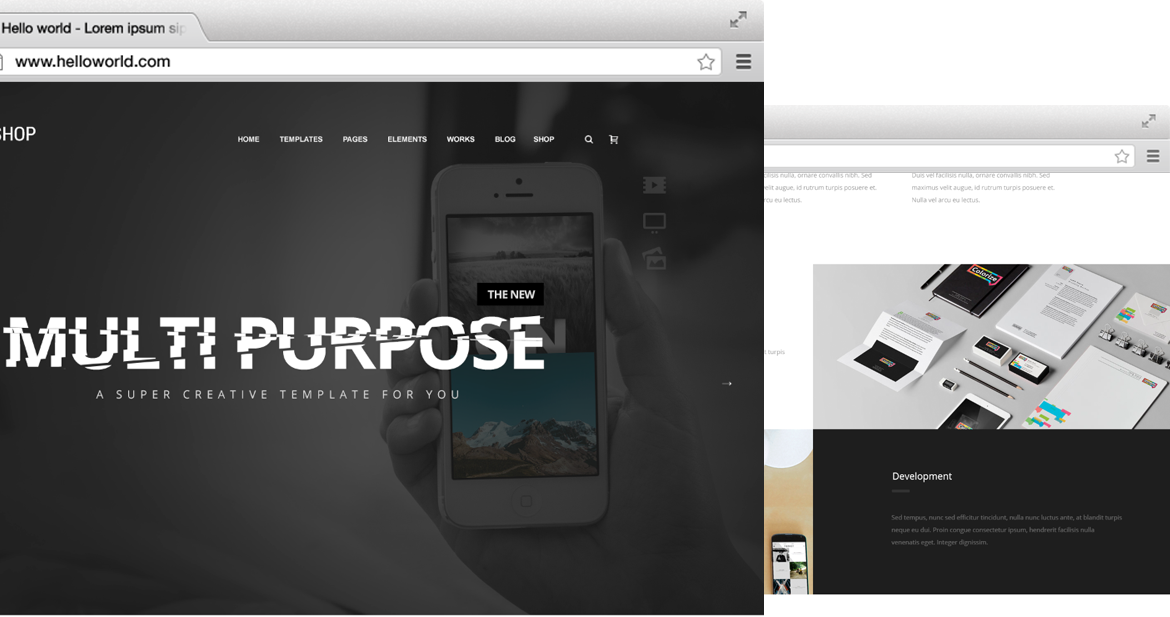 Hello world - Lorem ipsum
www.helloworld.com
SHOP
HOME TEMPLATES PAGES ELEMENTS WORKS BLOG SHOP
THE NEW
MULTI PURPOSE
A SUPER CREATIVE TEMPLATE FOR YOU
cilisis nulla, ornare convallis nibh. Sed
velit augue, id rutrum turpis posuere et.
arcu eu lectus.
Duis vel facilisis nulla, ornare convallis nibh. Sed
maximus velit augue, id rutrum turpis posuere et.
Nulla vel arcu eu lectus.
t turpis
Colorize
Development
Sed tempus, nunc sed efficitur tincidunt, nulla nunc luctus ante, at blandit turpis
neque eu dui. Proin congue consectetur ipsum, hendrerit facilisis nulla
venenatis eget. Integer dignissim.